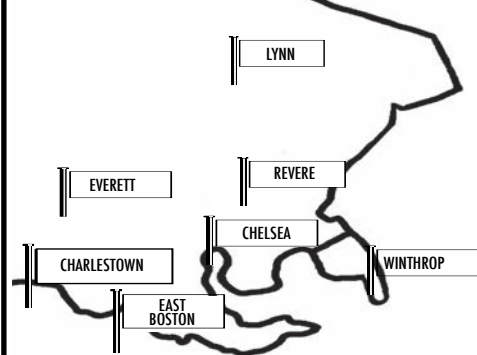 LYNN
REVERE
EVERETT
CHELSEA
CHARLESTOWN
WINTHROP
EAST
BOSTON